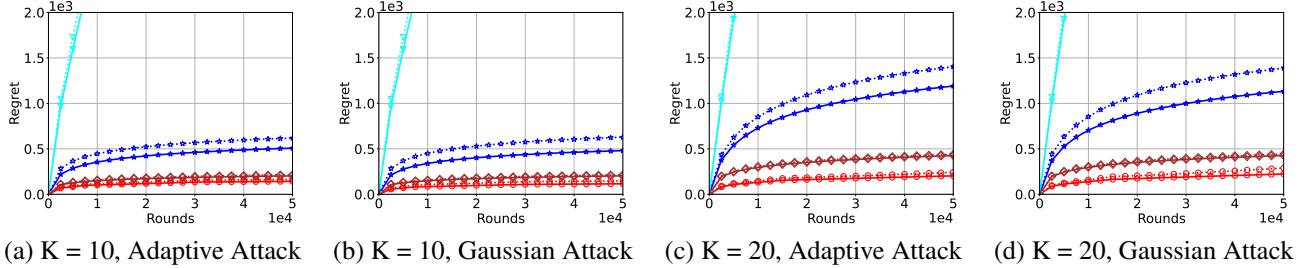 1e3
2.0
1.5
1.0
0.5
0.0
Regret
0 1 2 3 4 5
Rounds
1e4
(a) K = 10, Adaptive Attack
1e3
2.0
1.5
1.0
0.5
0.0
Regret
0 1 2 3 4 5
Rounds
1e4
(b) K = 10, Gaussian Attack
1e3
2.0
1.5
1.0
0.5
0.0
Regret
0 1 2 3 4 5
Rounds
1e4
(c) K = 20, Adaptive Attack
1e3
2.0
1.5
1.0
0.5
0.0
Regret
0 1 2 3 4 5
Rounds
1e4
(d) K = 20, Gaussian Attack